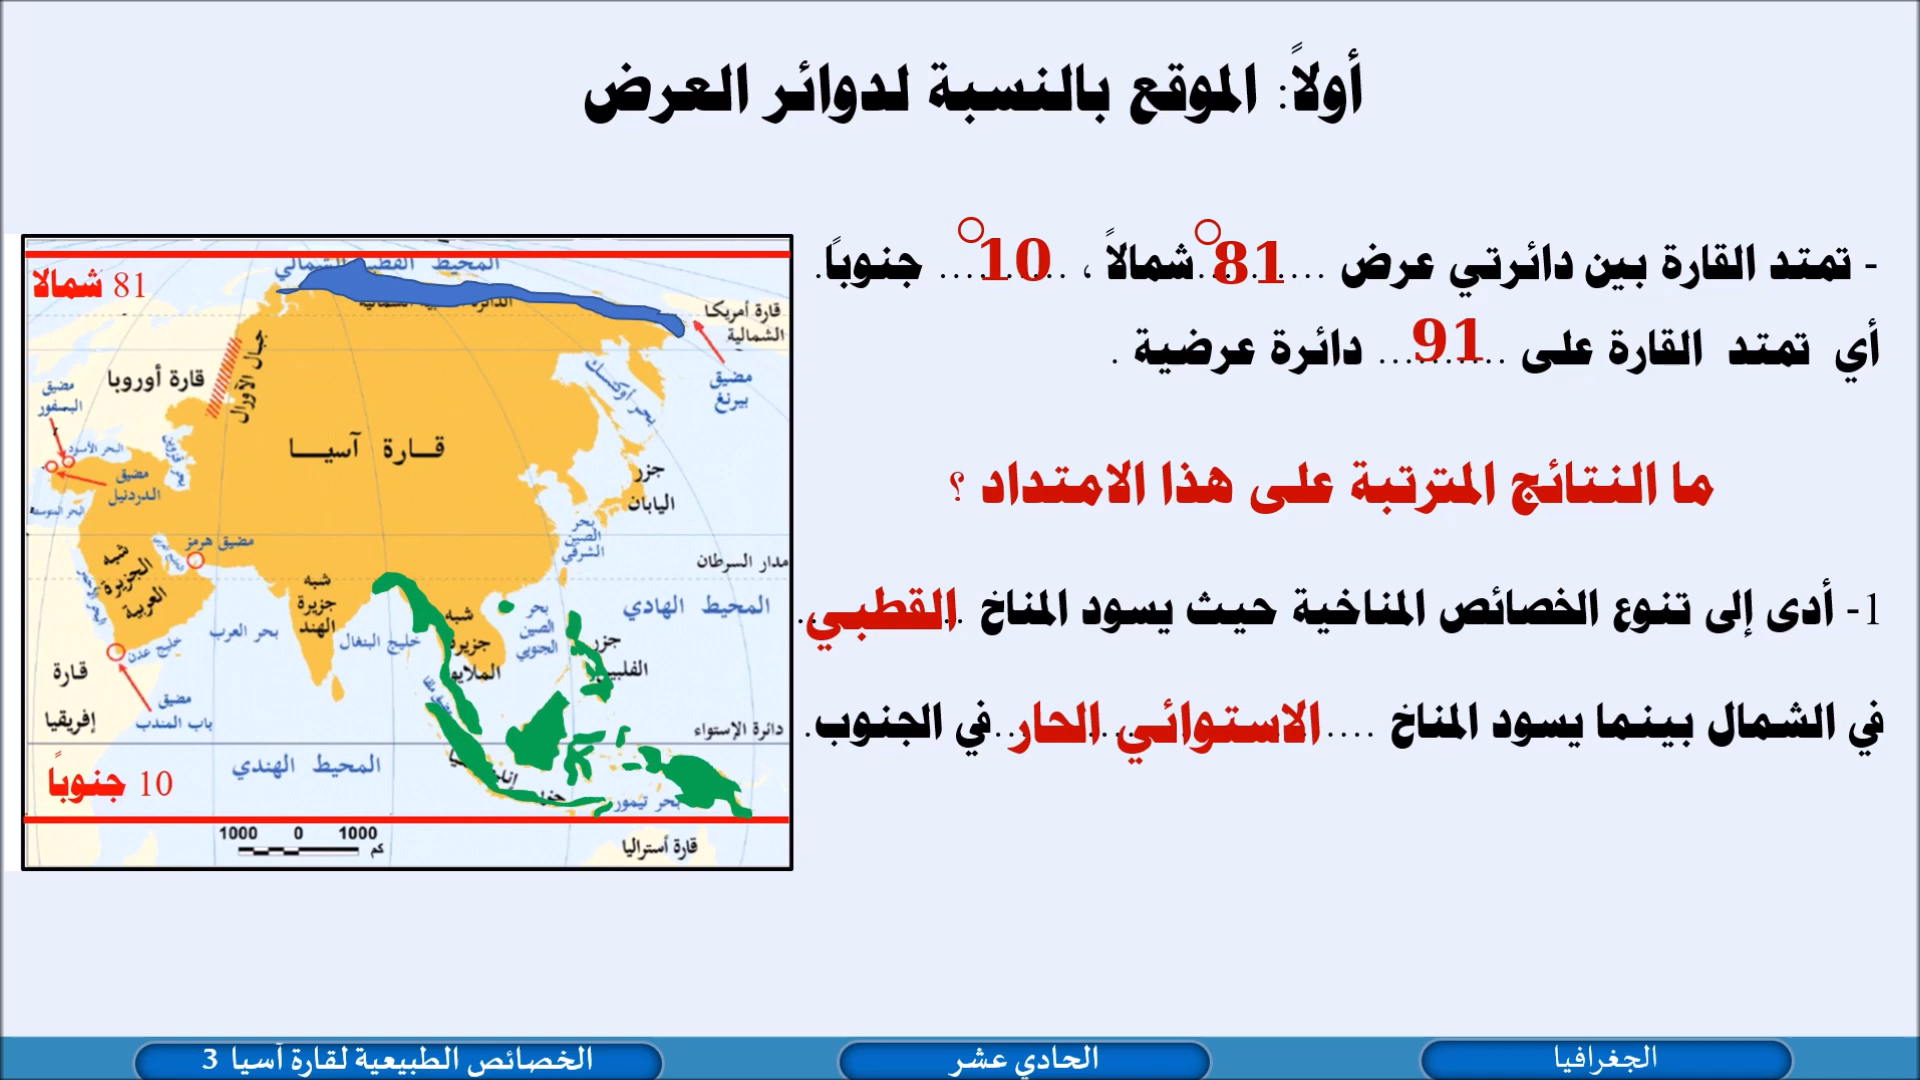 أولاً: الموقع بالنسبة لدوائر العرض
- تمتد القارة بين دائرتي عرض 81 شمالاً ، 10 جنوباً.
أي تمتد القارة على 91 دائرة عرضية .
ما النتائج المترتبة على هذا الامتداد ؟
1- أدى إلى تنوع الخصائص المناخية حيث يسود المناخ القطبي
في الشمال بينما يسود المناخ الاستوائي الحار في الجنوب.
المحيط القطبي الشمالي
81 شمالا
قارة أمريكا
الشمالية
جبال الأورال
قارة أوروبا
مضيق
بيرنغ
مضيق
البسفور
بحر أوكتسك
قارة آسيا
البحر الأسود
بحر قزوين
مضيق
الدردنيل
جزر
اليابان
البحر المتوسط
بحر
الصين
الشرقي
مضيق هرمز
مدار السرطان
شبه
الجزيرة
العربية
شبه
جزيرة
الهند
شبه
جزيرة
الملايو
بحر
الصين
الجنوبي
المحيط الهادي
بحر العرب
خليج البنغال
خليج عدن
جزر
الفلبين
قارة
إفريقيا
مضيق
باب المندب
دائرة الإستواء
المحيط الهندي
10 جنوباً
جزر
بحر تيمور
1000 0 1000
كم
قارة أستراليا
الجغرافيا
الحادي عشر
الخصائص الطبيعية لقارة آسيا 3